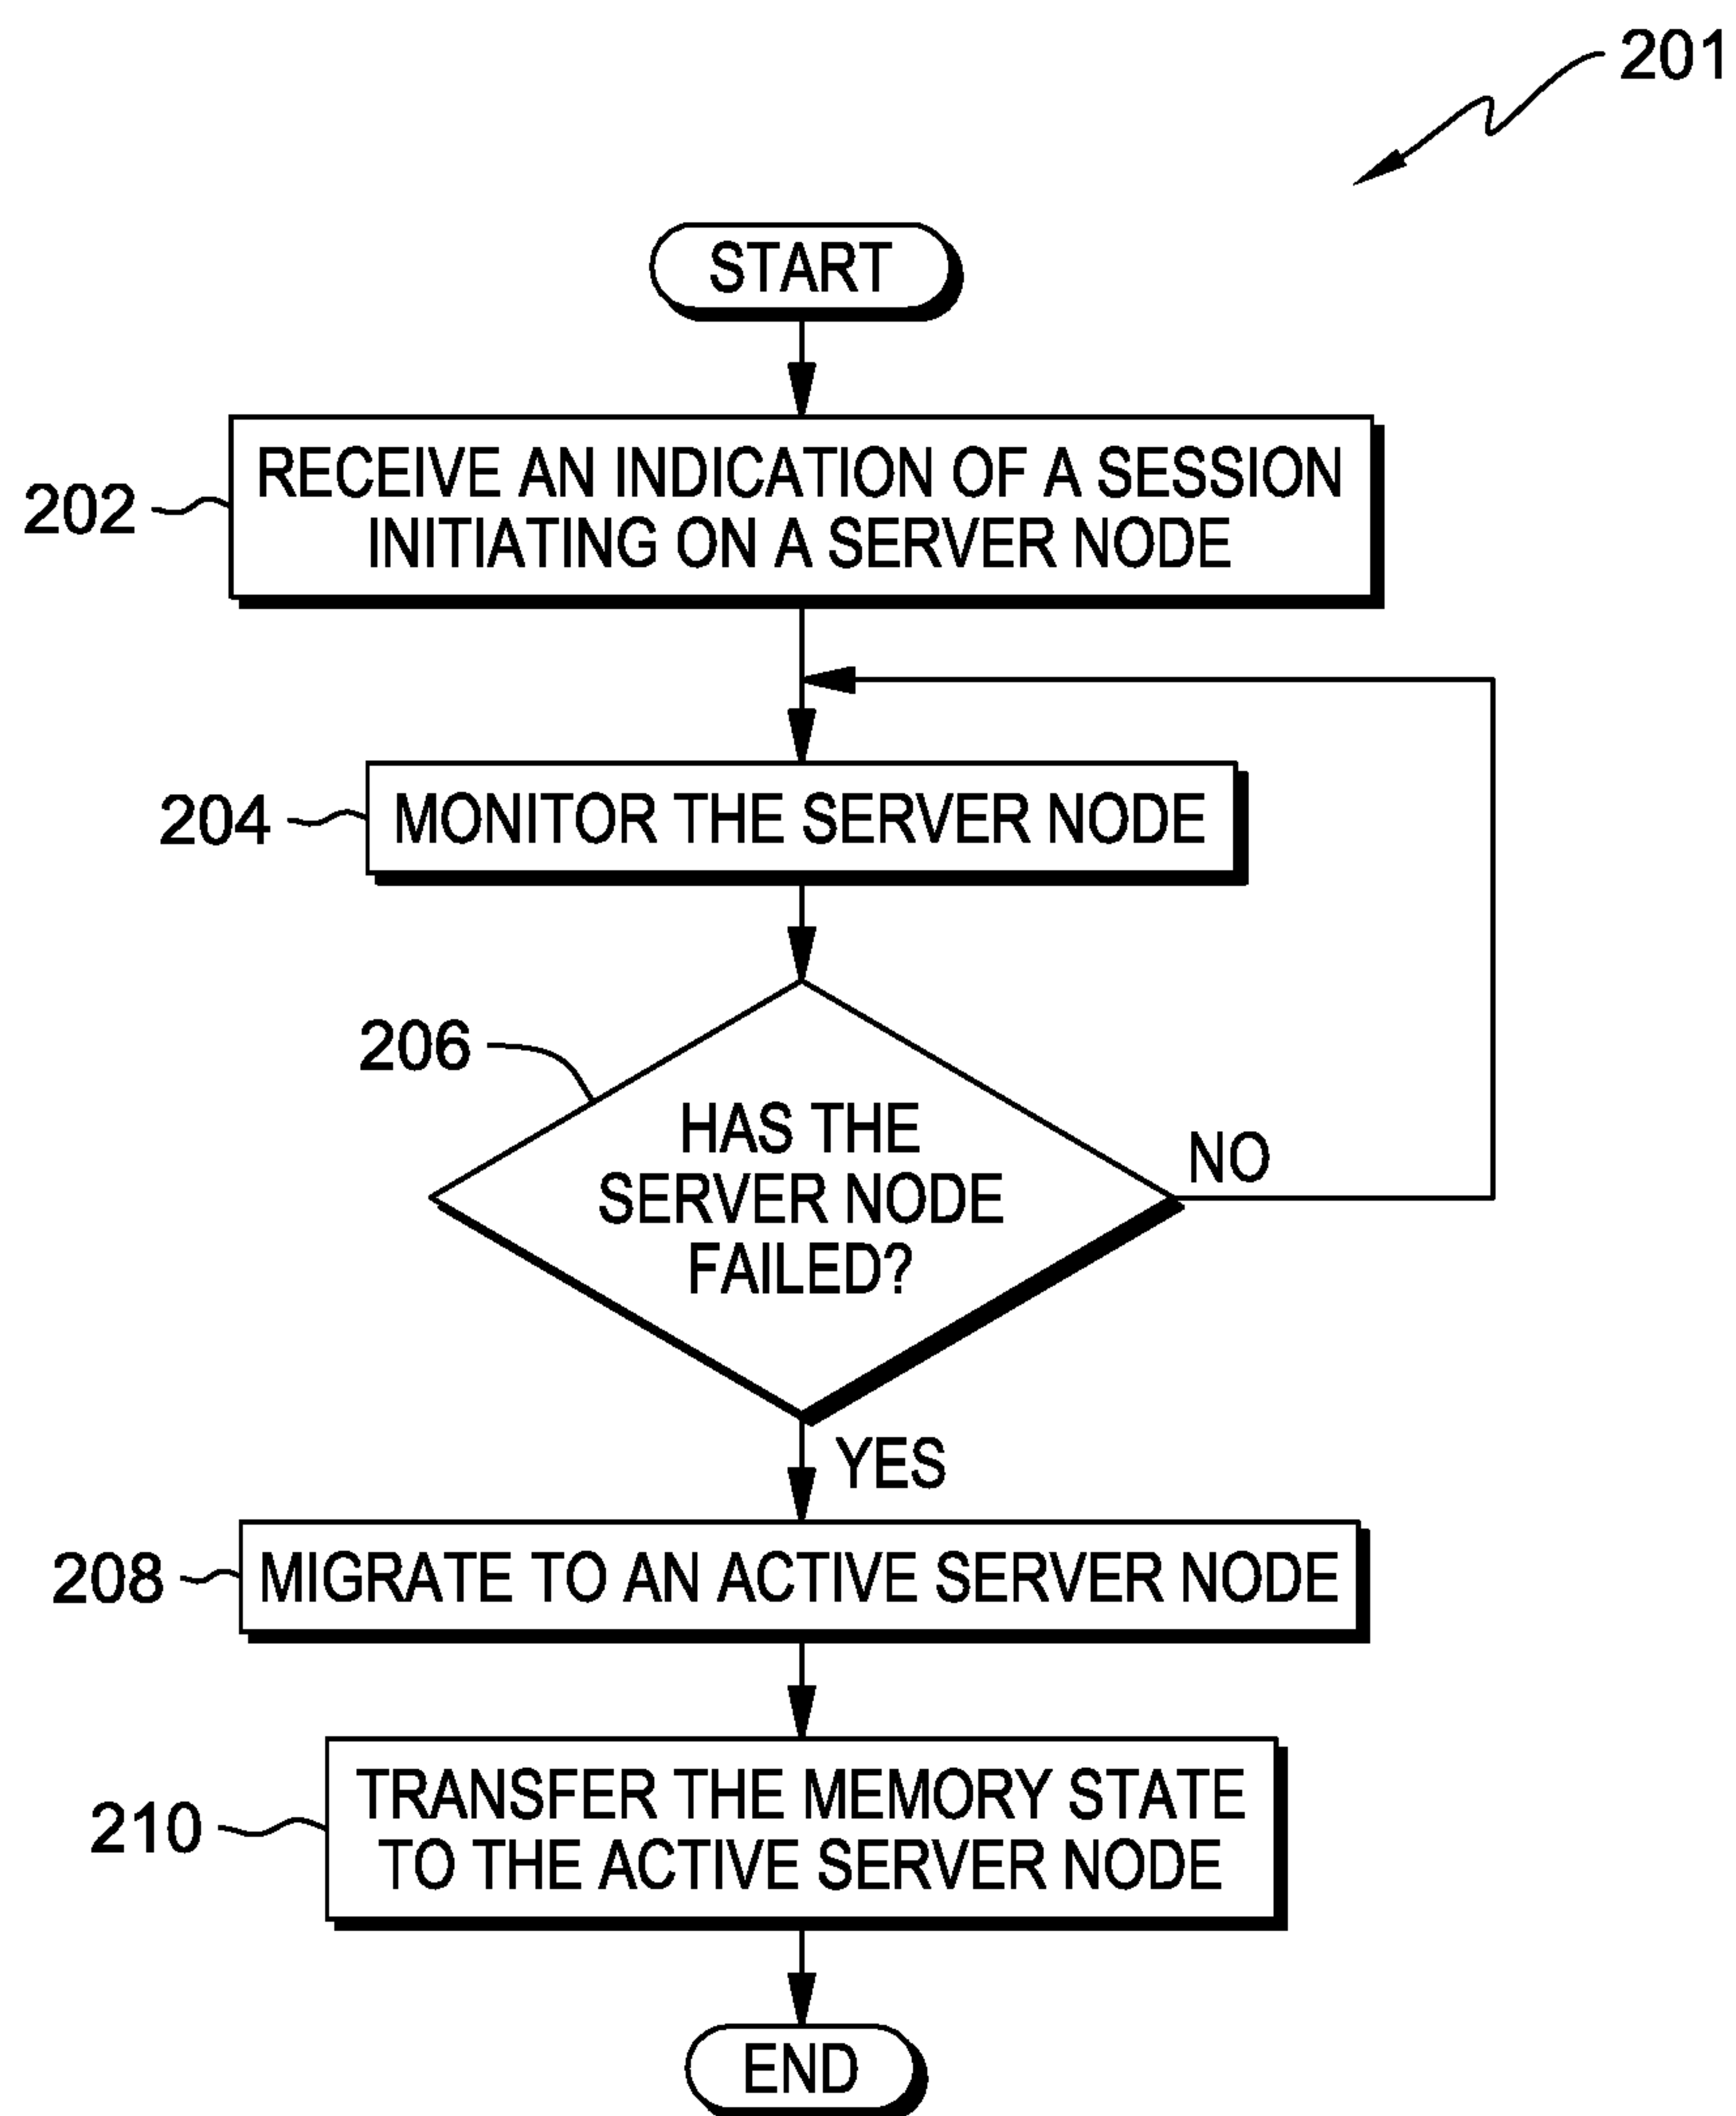 201
START
202
RECEIVE AN INDICATION OF A SESSION
INITIATING ON A SERVER NODE
204
MONITOR THE SERVER NODE
206
HAS THE
SERVER NODE
FAILED?
NO
YES
208
MIGRATE TO AN ACTIVE SERVER NODE
210
TRANSFER THE MEMORY STATE
TO THE ACTIVE SERVER NODE
END